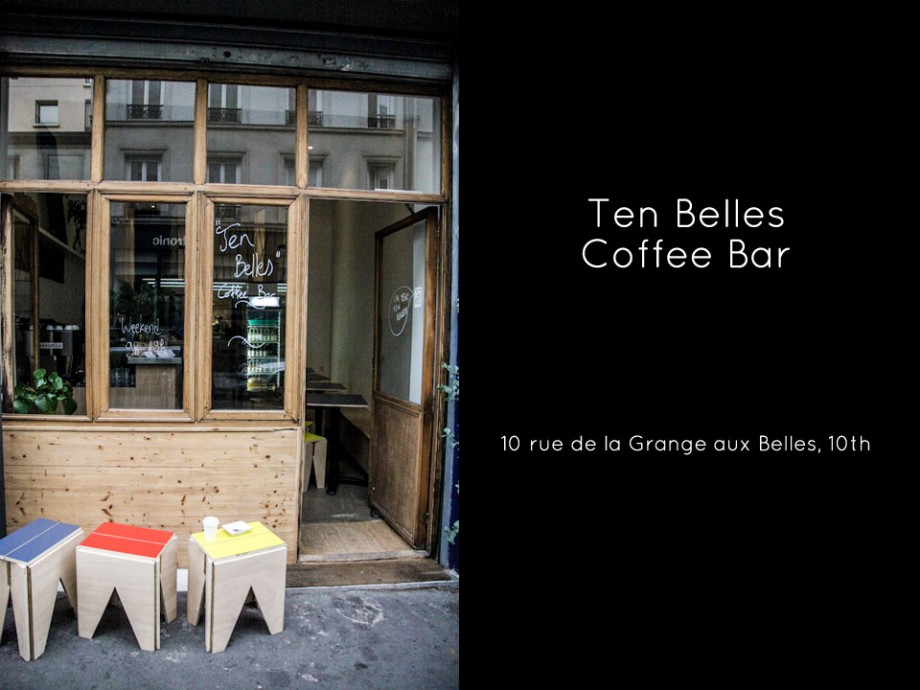 "Ten
Belles"
Coffee Bar
"Weekend
Ten Belles
Coffee Bar
10 rue de la Grange aux Belles, 10th